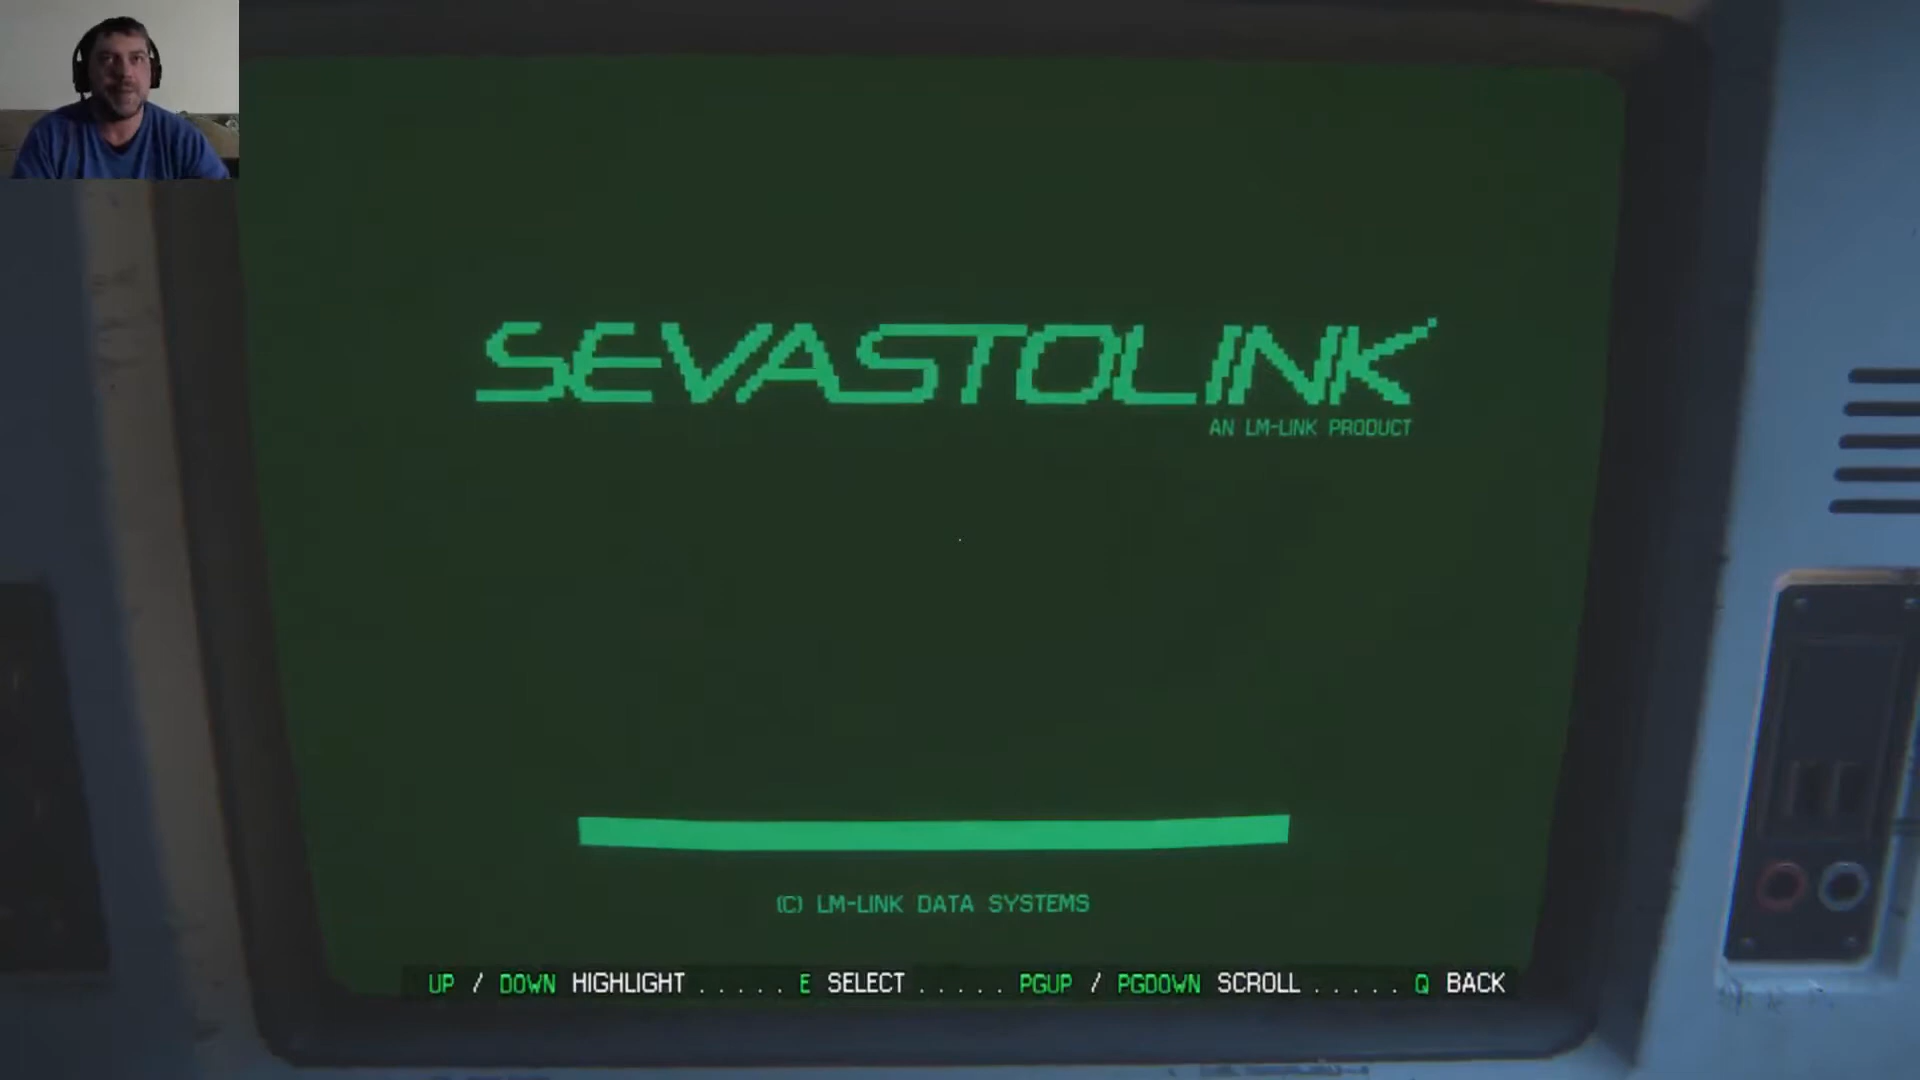 SEVASTOLINK
AN LM-LINK PRODUCT
(C) LM-LINK DATA SYSTEMS
UP / DOWN HIGHLIGHT ..... E SELECT ..... PGUP / PGDOWN SCROLL ..... Q BACK